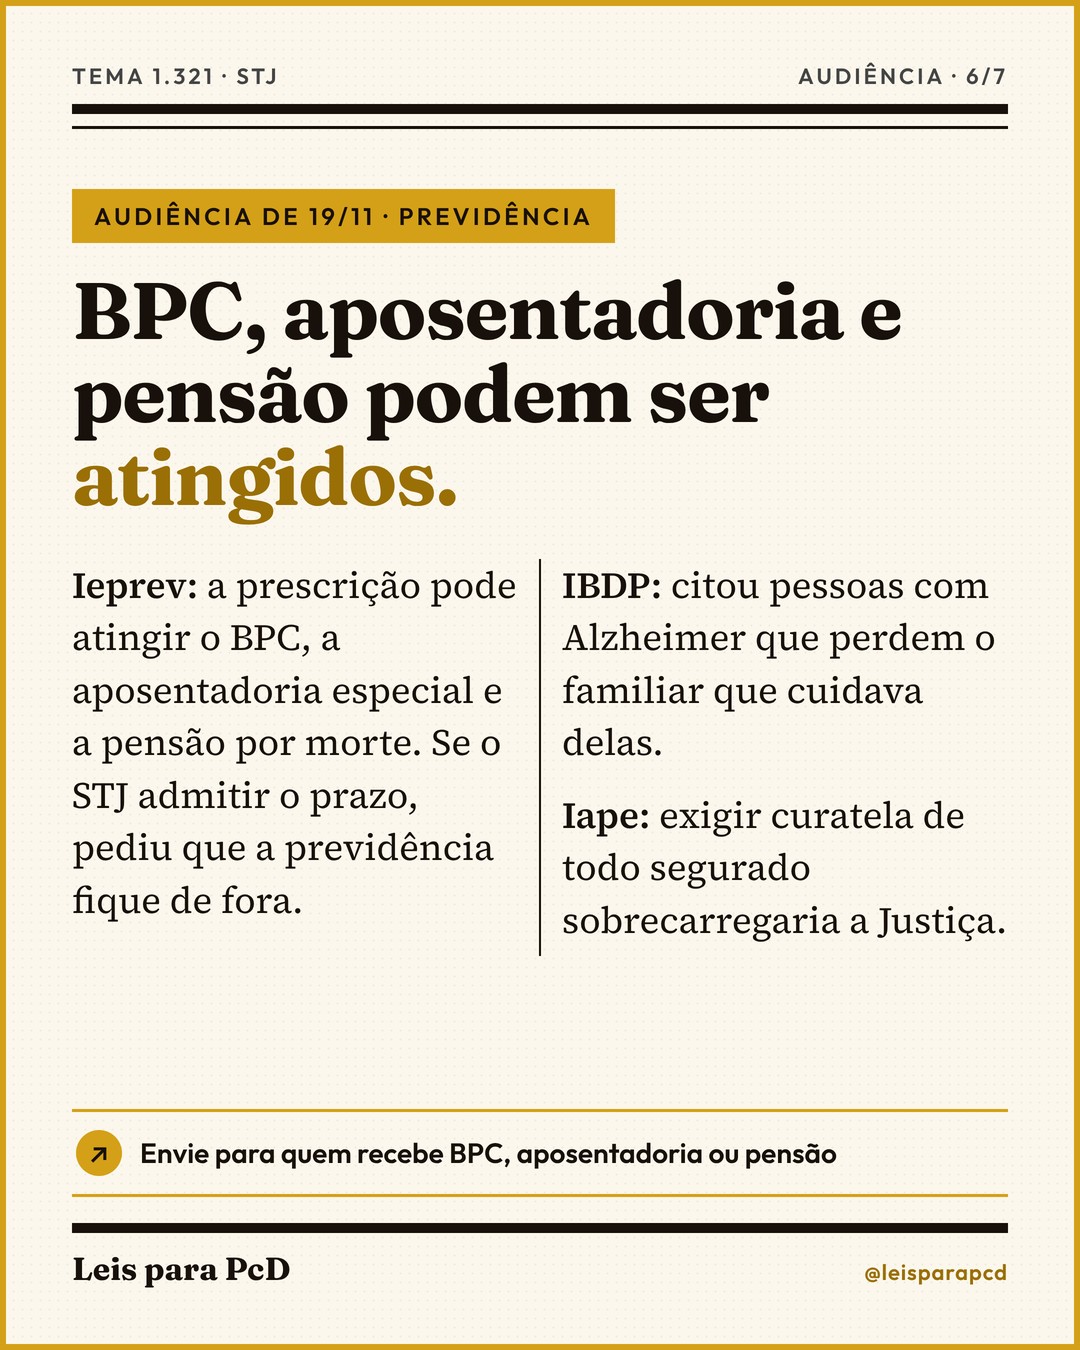 TEMA 1.321 · STJ
AUDIÊNCIA · 6/7
AUDIÊNCIA DE 19/11 · PREVIDÊNCIA
BPC, aposentadoria e
pensão podem ser
atingidos.
Ieprev: a prescrição pode
atingir o BPC, a
aposentadoria especial e
a pensão por morte. Se o
STJ admitir o prazo,
pediu que a previdência
fique de fora.
IBDP: citou pessoas com
Alzheimer que perdem o
familiar que cuidava
delas.
Iape: exigir curatela de
todo segurado
sobrecarregaria a Justiça.
Envie para quem recebe BPC, aposentadoria ou pensão
Leis para PcD
@leisparapcd